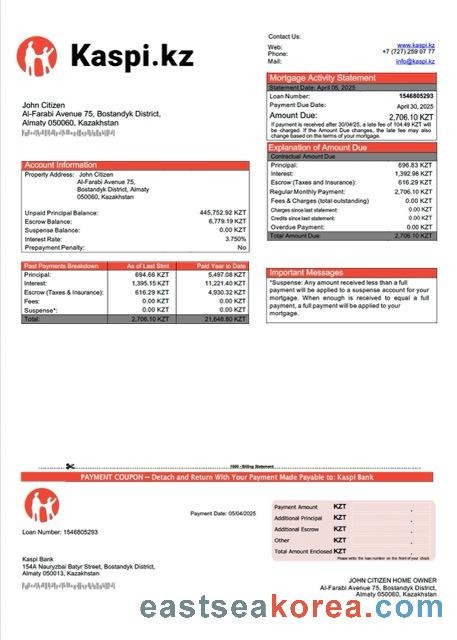 Kaspi.kz
Contact Us:
Web: www.kaspi.kz
Phone: +7 (727) 259 07 77
Mail: info@kaspi.kz
John Citizen
Al-Farabi Avenue 75, Bostandyk District,
Almaty 050060, Kazakhstan
Mortgage Activity Statement
Statement Date: April 05, 2025
Loan Number: 1546805293
Payment Due Date: April 30, 2025
Amount Due: 2,706.10 KZT
If payment is received after 30/04/25, a late fee of 104.49 KZT will
be charged. If the Amount Due changes, the late fee may also
change based on the terms of your mortgage.
Explanation of Amount Due
Contractual Amount Due
Principal: 696.83 KZT
Interest: 1,392.98 KZT
Escrow (Taxes and Insurance): 616.29 KZT
Regular Monthly Payment: 2,706.10 KZT
Fees & Charges (total outstanding) 0.00 KZT
Charges since last statement: 0.00 KZT
Credits since last statement: 0.00 KZT
Overdue Payment: 0.00 KZT
Total Amount Due: 2,706.10 KZT
Account Information
Property Address: John Citizen
Al-Farabi Avenue 75,
Bostandyk District, Almaty
050060, Kazakhstan
Unpaid Principal Balance: 445,752.92 KZT
Escrow Balance: 6,779.19 KZT
Suspense Balance: 0.00 KZT
Interest Rate: 3.750%
Prepayment Penalty: No
Past Payments Breakdown As of Last Stmt Paid Year to Date
Principal: 694.66 KZT 5,497.08 KZT
Interest: 1,395.15 KZT 11,221.40 KZT
Escrow (Taxes & Insurance): 616.29 KZT 4,930.32 KZT
Fees: 0.00 KZT 0.00 KZT
Suspense*: 0.00 KZT 0.00 KZT
Total: 2,706.10 KZT 21,648.80 KZT
Important Messages
*Suspense: Any amount received less than a full
payment will be applied to a suspense account for your
mortgage. When enough is received to equal a full
payment, a full payment will be applied to your
mortgage.
1000 - Billing Statement
PAYMENT COUPON – Detach and Return With Your Payment Made Payable to: Kaspi Bank
Payment Date: 05/04/2025
Loan Number: 1546805293
Payment Amount KZT .
Additional Principal KZT .
Additional Escrow KZT .
Other KZT .
Total Amount Enclosed KZT .
Please write the loan number on the front of your check
Kaspi Bank
154A Nauryzbai Batyr Street, Bostandyk District,
Almaty 050013, Kazakhstan
JOHN CITIZEN HOME OWNER
Al-Farabi Avenue 75, Bostandyk District,
eastseakorea.com